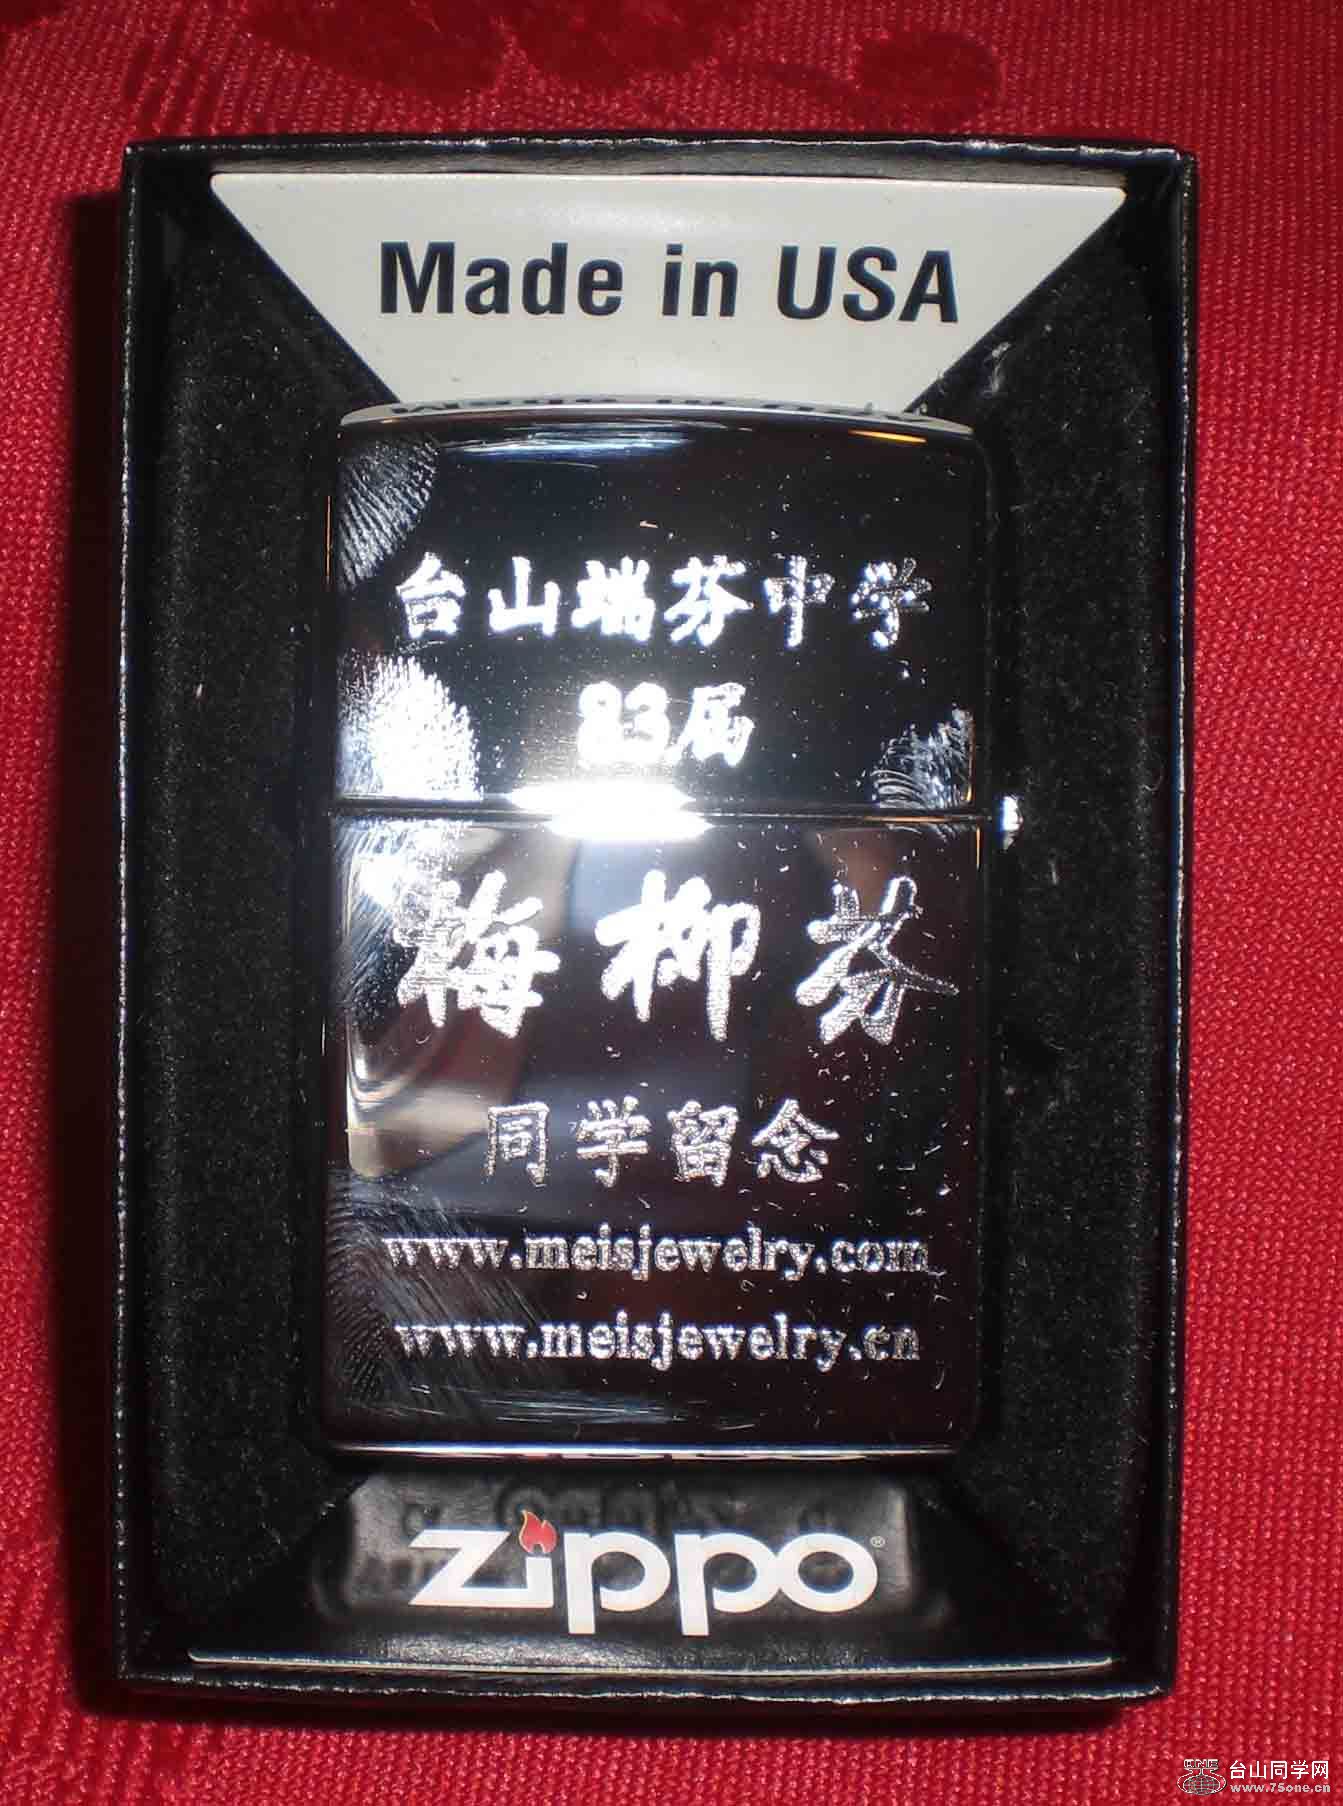 Made in USA
台山端芬中学
83届
梅柳芬
同学留念
www.meisjewelry.com
www.meisjewelry.cn
zippo®
台山同学网
www.75one.cn